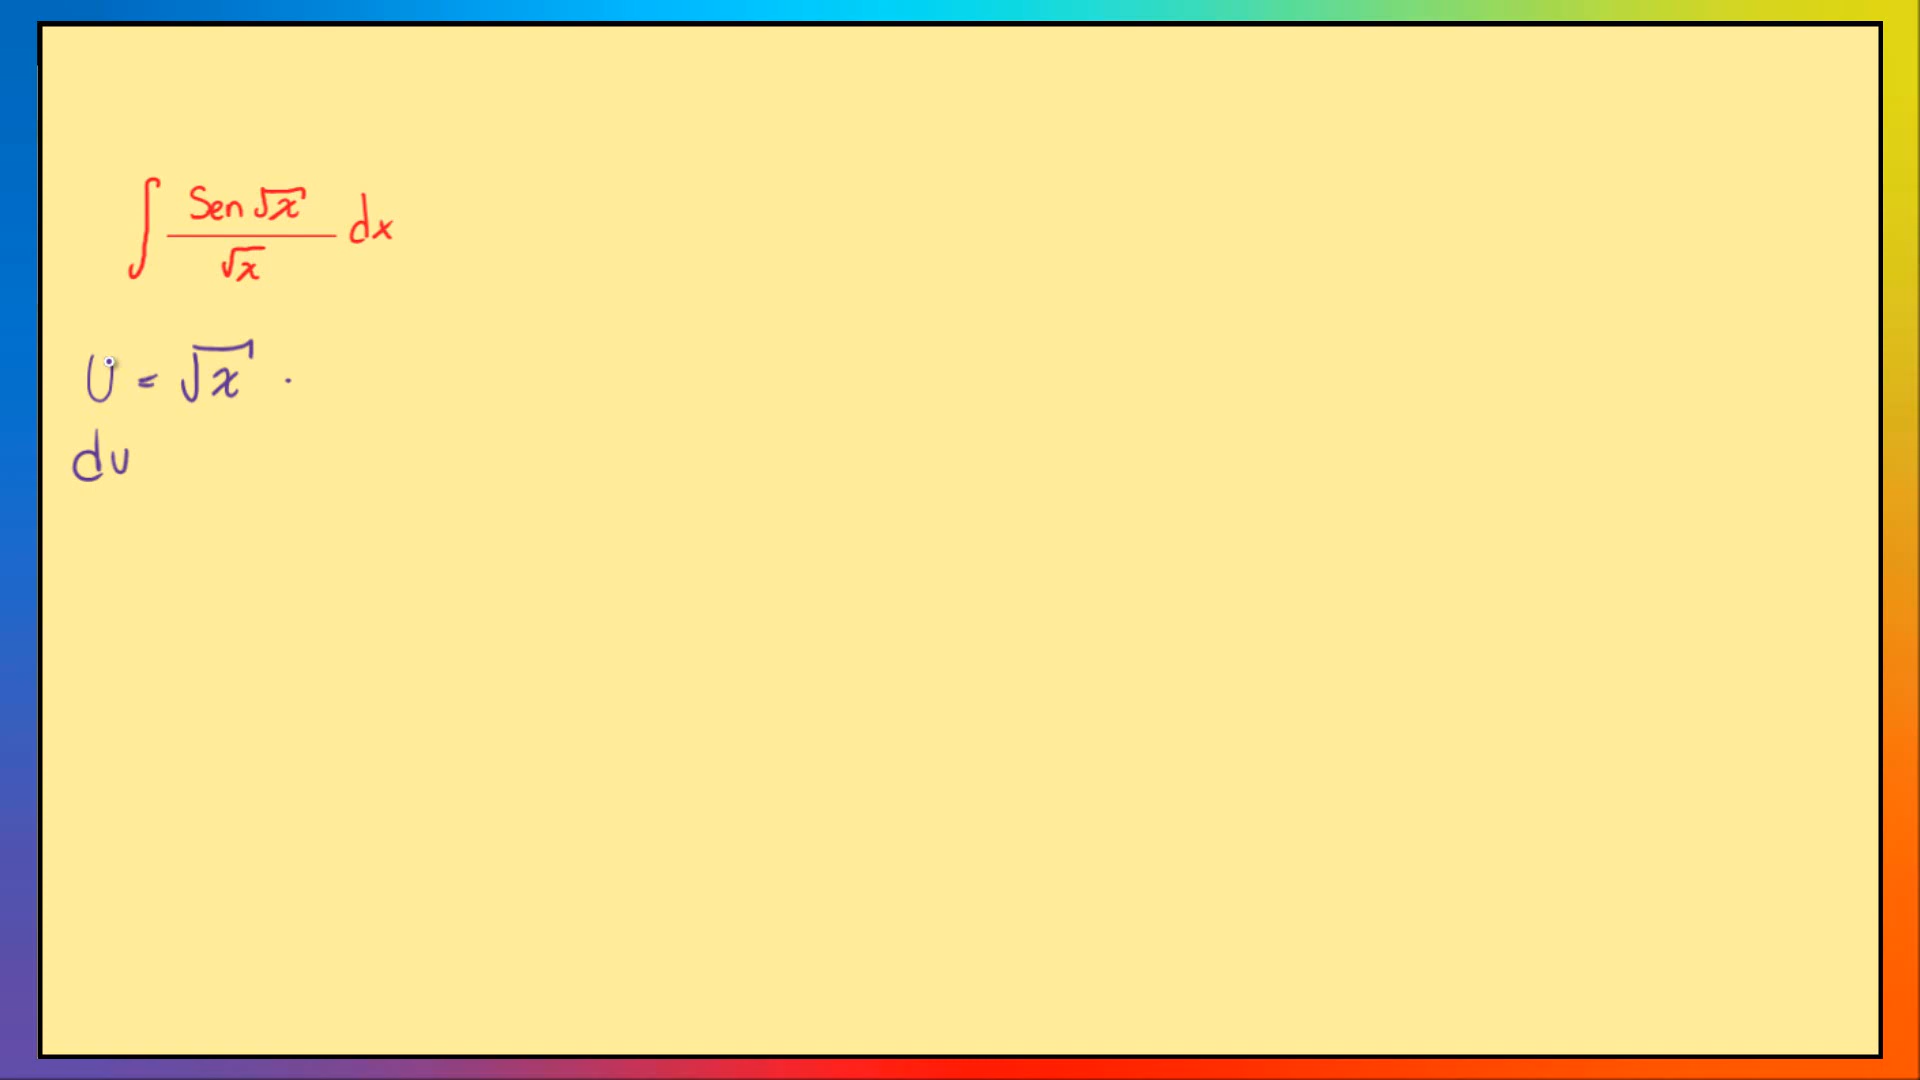 ∫ Sen √x / √x dx
U = √x .
du